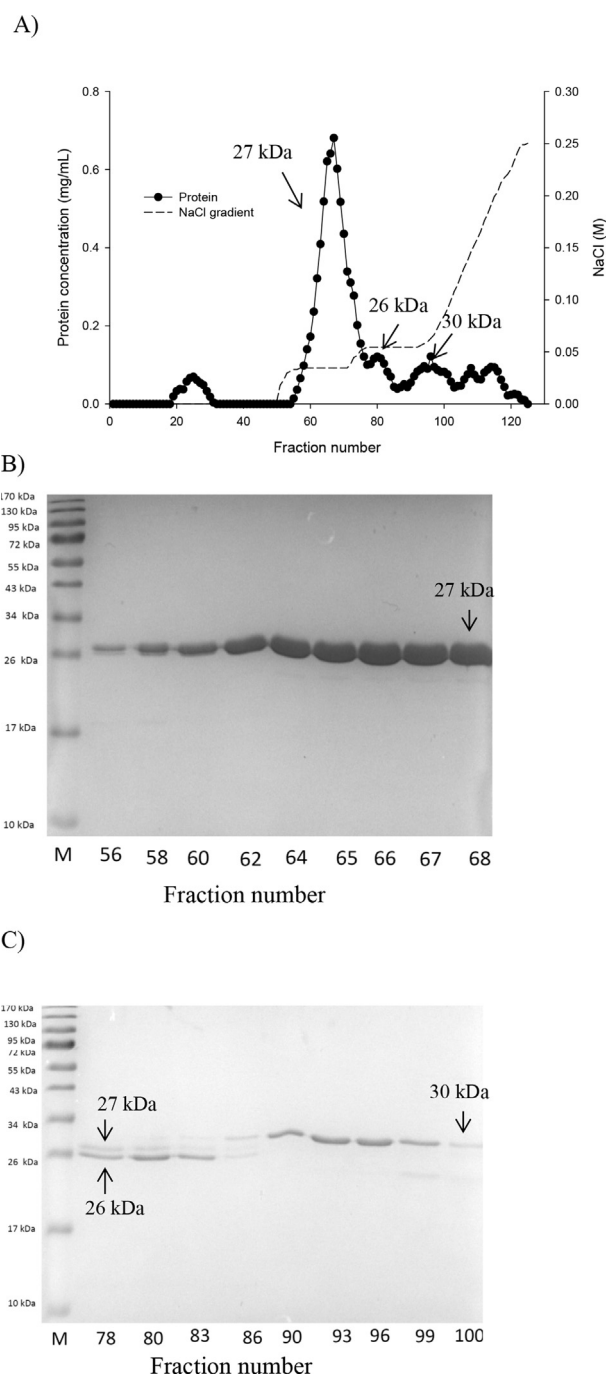 A)
0.8
0.6
0.4
0.2
0.0
Protein concentration (mg/mL)
27 kDa
Protein
NaCl gradient
26 kDa
30 kDa
0.30
0.25
0.20
0.15
0.10
0.05
0.00
NaCl (M)
0 20 40 60 80 100 120
Fraction number
B)
170 kDa
130 kDa
95 kDa
72 kDa
55 kDa
43 kDa
34 kDa
26 kDa
17 kDa
10 kDa
27 kDa
M 56 58 60 62 64 65 66 67 68
Fraction number
C)
170 kDa
130 kDa
95 kDa
72 kDa
55 kDa
43 kDa
34 kDa
26 kDa
17 kDa
10 kDa
27 kDa
26 kDa
30 kDa
M 78 80 83 86 90 93 96 99 100
Fraction number